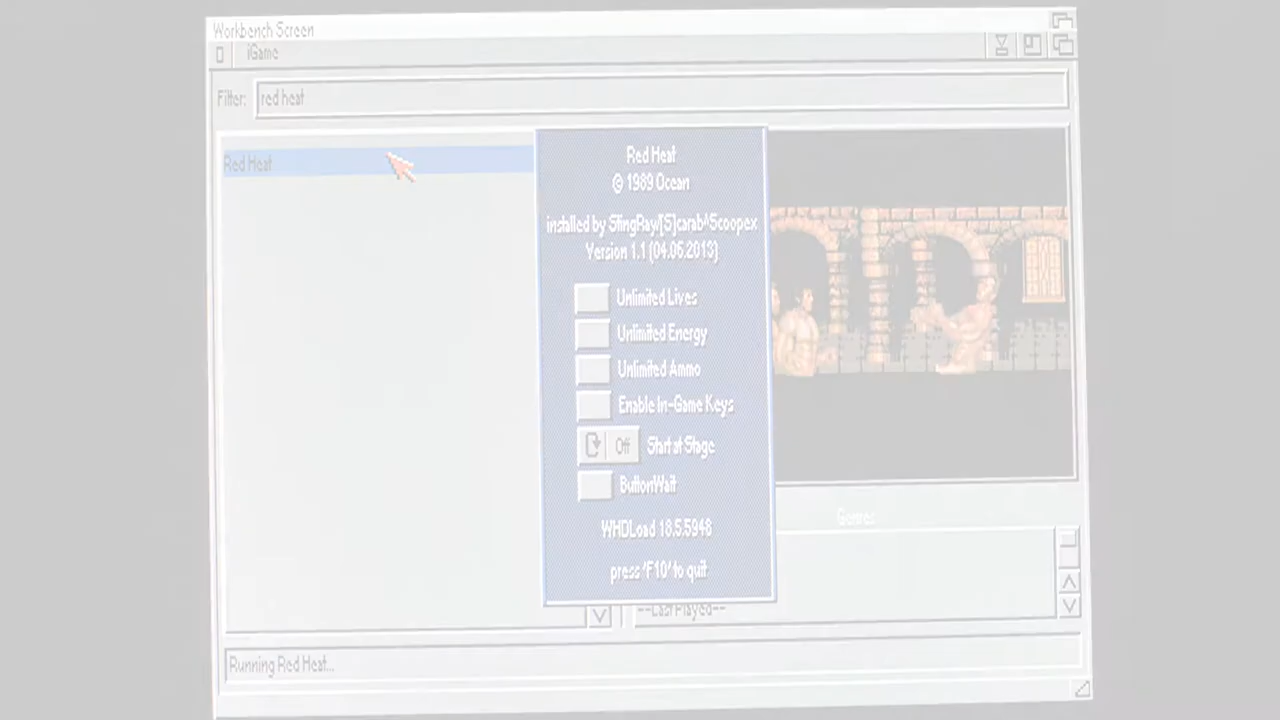 Workbench Screen
iGame
Filter: red heat
Red Heat
Red Heat
© 1989 Ocean
installed by StingRay/[S]carab^Scoopex
Version 1.1 (04.06.2013)
Unlimited Lives
Unlimited Energy
Unlimited Ammo
Enable In-Game Keys
Off Start at Stage
ButtonWait
WHDLoad 18.5.5948
press 'F10' to quit
Genres
--Last Played--
Running Red Heat...